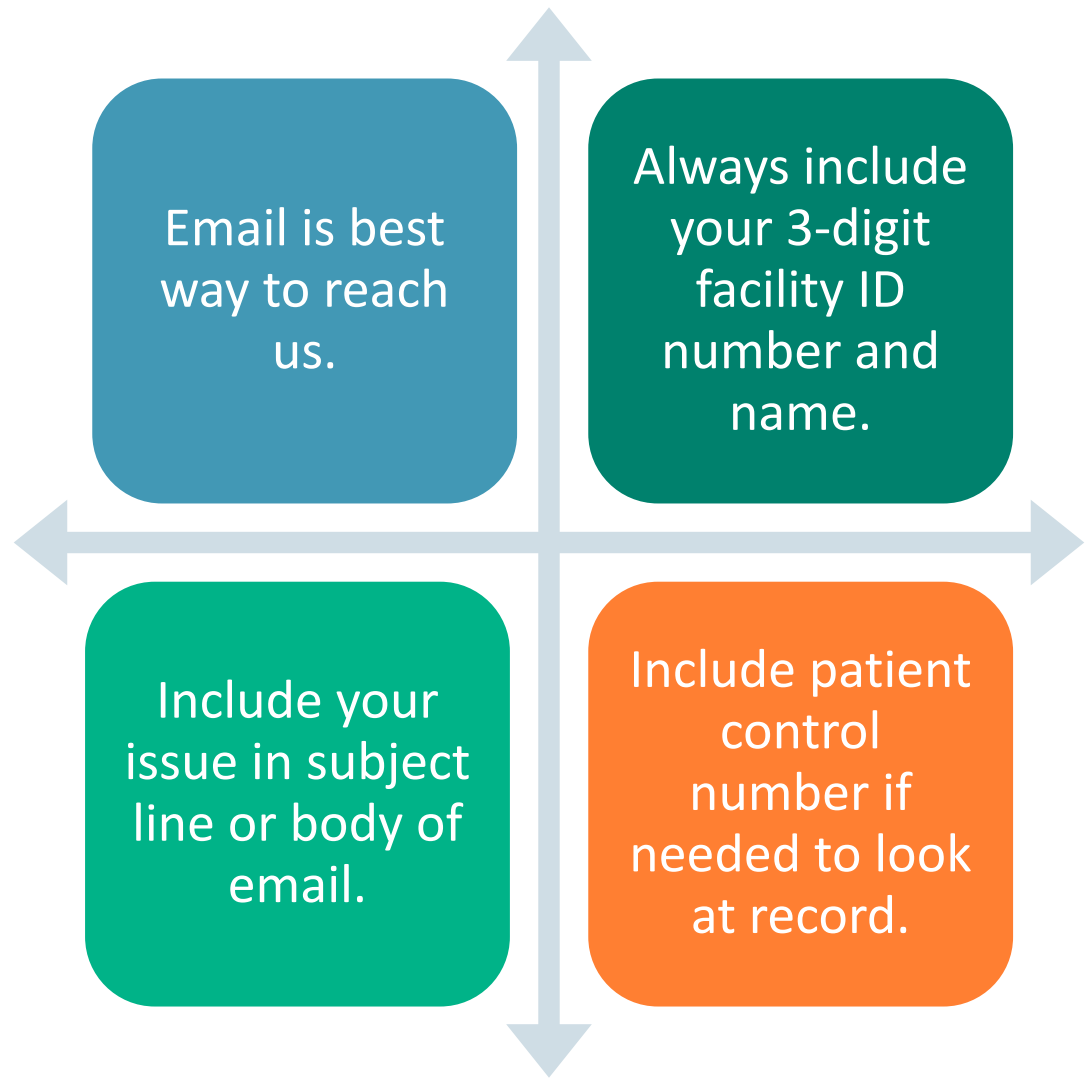 Email is best
way to reach
us.
Always include
your 3-digit
facility ID
number and
name.
Include your
issue in subject
line or body of
email.
Include patient
control
number if
needed to look
at record.